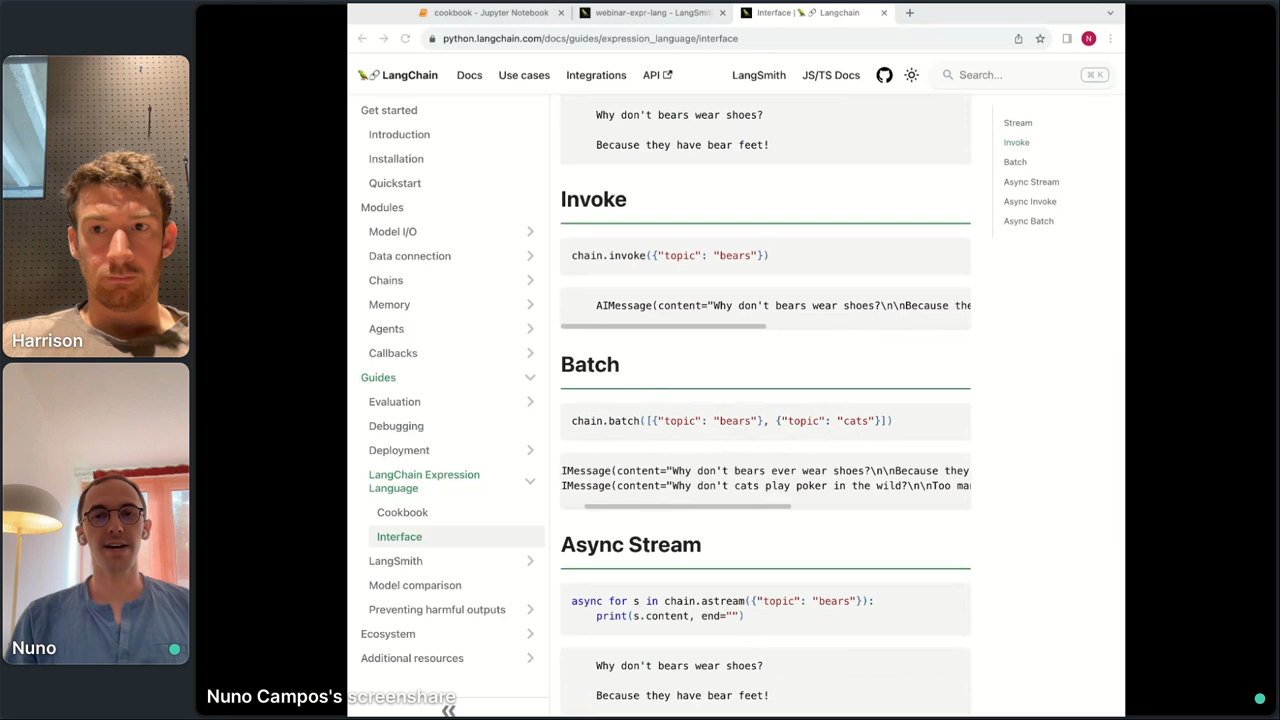 cookbook - Jupyter Notebook
webinar-expr-lang - LangSmit
Interface | 🦜️🔗 Langchain
python.langchain.com/docs/guides/expression_language/interface
N
🦜️🔗 LangChain
Docs
Use cases
Integrations
API
LangSmith
JS/TS Docs
Search...
⌘ K
Get started
Introduction
Installation
Quickstart
Modules
Model I/O
Data connection
Chains
Memory
Agents
Callbacks
Guides
Evaluation
Debugging
Deployment
LangChain Expression
Language
Cookbook
Interface
LangSmith
Model comparison
Preventing harmful outputs
Ecosystem
Additional resources
«
Why don't bears wear shoes?
Because they have bear feet!
Invoke
chain.invoke({"topic": "bears"})
AIMessage(content="Why don't bears wear shoes?\n\nBecause the
Batch
chain.batch([{"topic": "bears"}, {"topic": "cats"}])
IMessage(content="Why don't bears ever wear shoes?\n\nBecause they
IMessage(content="Why don't cats play poker in the wild?\n\nToo ma
Async Stream
async for s in chain.astream({"topic": "bears"}):
print(s.content, end="")
Why don't bears wear shoes?
Because they have bear feet!
Stream
Invoke
Batch
Async Stream
Async Invoke
Async Batch
Harrison
Nuno
Nuno Campos's screenshare